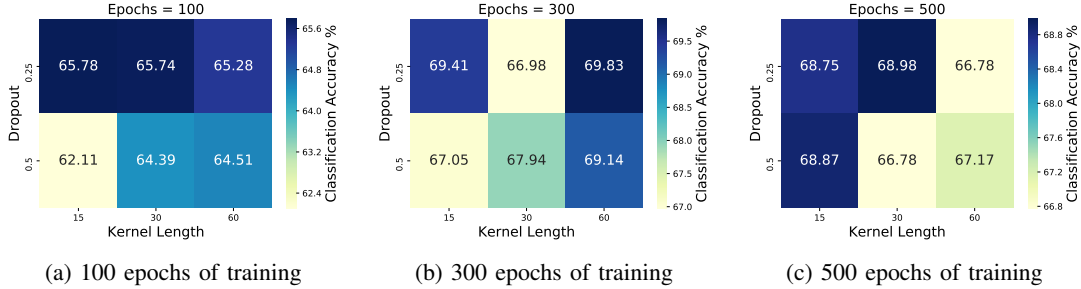 Epochs = 100
Dropout
0.25
0.5
65.78 65.74 65.28
62.11 64.39 64.51
15 30 60
Kernel Length
65.6
64.8
64.0
63.2
62.4
Classification Accuracy %
(a) 100 epochs of training
Epochs = 300
Dropout
0.25
0.5
69.41 66.98 69.83
67.05 67.94 69.14
15 30 60
Kernel Length
69.5
69.0
68.5
68.0
67.5
67.0
Classification Accuracy %
(b) 300 epochs of training
Epochs = 500
Dropout
0.25
0.5
68.75 68.98 66.78
68.87 66.78 67.17
15 30 60
Kernel Length
68.8
68.4
68.0
67.6
67.2
66.8
Classification Accuracy %
(c) 500 epochs of training